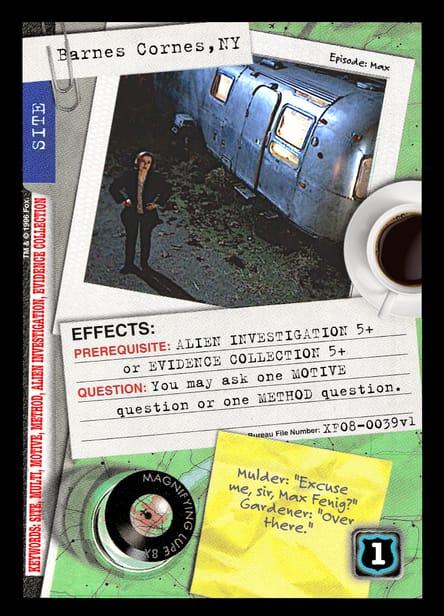 Barnes Cornes,NY
Episode: Max
SITE
TM & © 1996 Fox.
KEYWORDS: SITE, MULTI, MOTIVE, METHOD, ALIEN INVESTIGATION, EVIDENCE COLLECTION
EFFECTS:
PREREQUISITE: ALIEN INVESTIGATION 5+
or EVIDENCE COLLECTION 5+
QUESTION: You may ask one MOTIVE
question or one METHOD question.
Bureau File Number: XF08-0039v1
MAGNIFYING LUPE 8X
Mulder: "Excuse
me, sir, Max Fenig?"
Gardener: "Over
there."
1